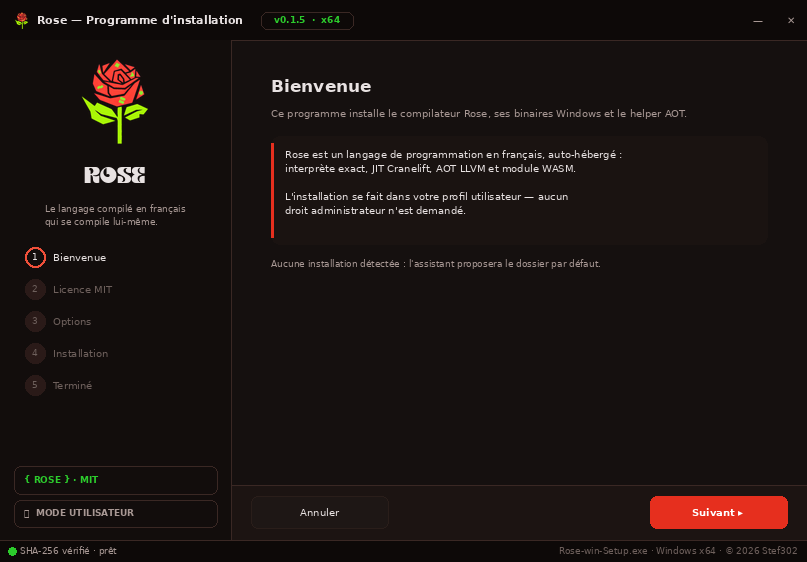 Rose — Programme d'installation
v0.1.5 · x64
ROSE
Le langage compilé en français
qui se compile lui-même.
1 Bienvenue
2 Licence MIT
3 Options
4 Installation
5 Terminé
{ ROSE } · MIT
MODE UTILISATEUR
Bienvenue
Ce programme installe le compilateur Rose, ses binaires Windows et le helper AOT.
Rose est un langage de programmation en français, auto-hébergé :
interprète exact, JIT Cranelift, AOT LLVM et module WASM.
L'installation se fait dans votre profil utilisateur — aucun
droit administrateur n'est demandé.
Aucune installation détectée : l'assistant proposera le dossier par défaut.
Annuler
Suivant ▸
SHA-256 vérifié · prêt
Rose-win-Setup.exe · Windows x64 · © 2026 Stef302